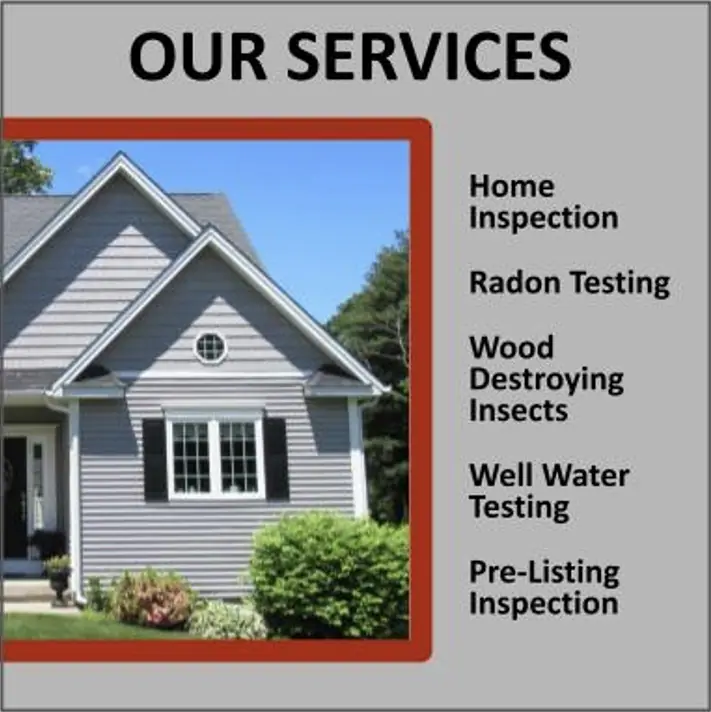 OUR SERVICES
Home
Inspection
Radon Testing
Wood
Destroying
Insects
Well Water
Testing
Pre-Listing
Inspection